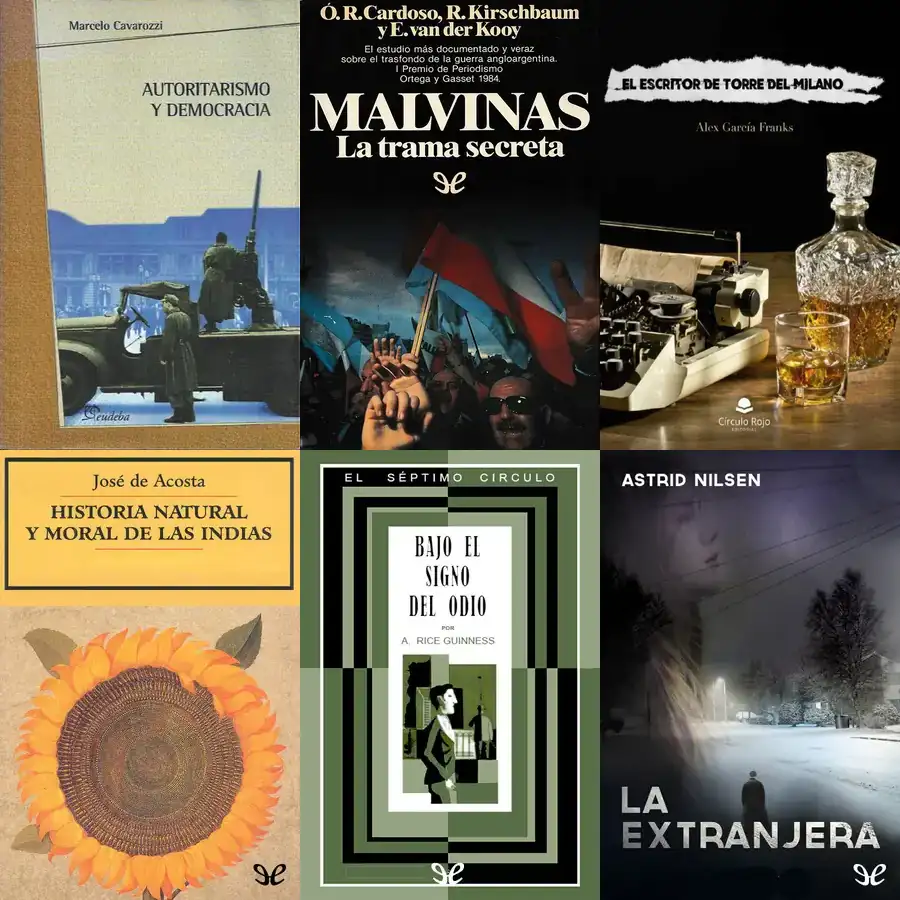 Marcelo Cavarozzi
AUTORITARISMO
Y DEMOCRACIA
eudeba
Ó. R. Cardoso, R. Kirschbaum
y E. van der Kooy
El estudio más documentado y veraz
sobre el trasfondo de la guerra angloargentina.
I Premio de Periodismo
Ortega y Gasset 1984.
MALVINAS
La trama secreta
EL ESCRITOR DE TORRE DEL MILANO
Alex García Franks
Círculo Rojo
EDITORIAL
José de Acosta
HISTORIA NATURAL
Y MORAL DE LAS INDIAS
EL SÉPTIMO CIRCULO
BAJO EL
SIGNO
DEL ODIO
POR
A. RICE GUINNESS
ASTRID NILSEN
LA
EXTRANJERA